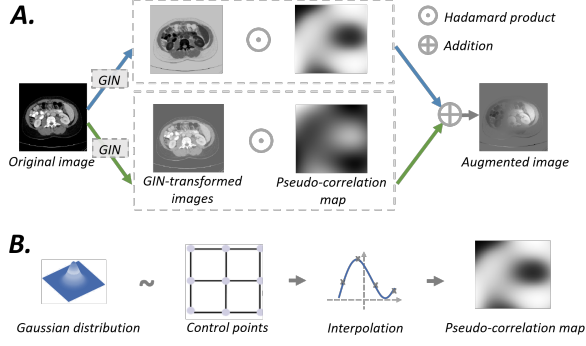 A.
Hadamard product
Addition
GIN
GIN
Original image
GIN-transformed
images
Pseudo-correlation
map
Augmented image
B.
Gaussian distribution
~
Control points
Interpolation
Pseudo-correlation map